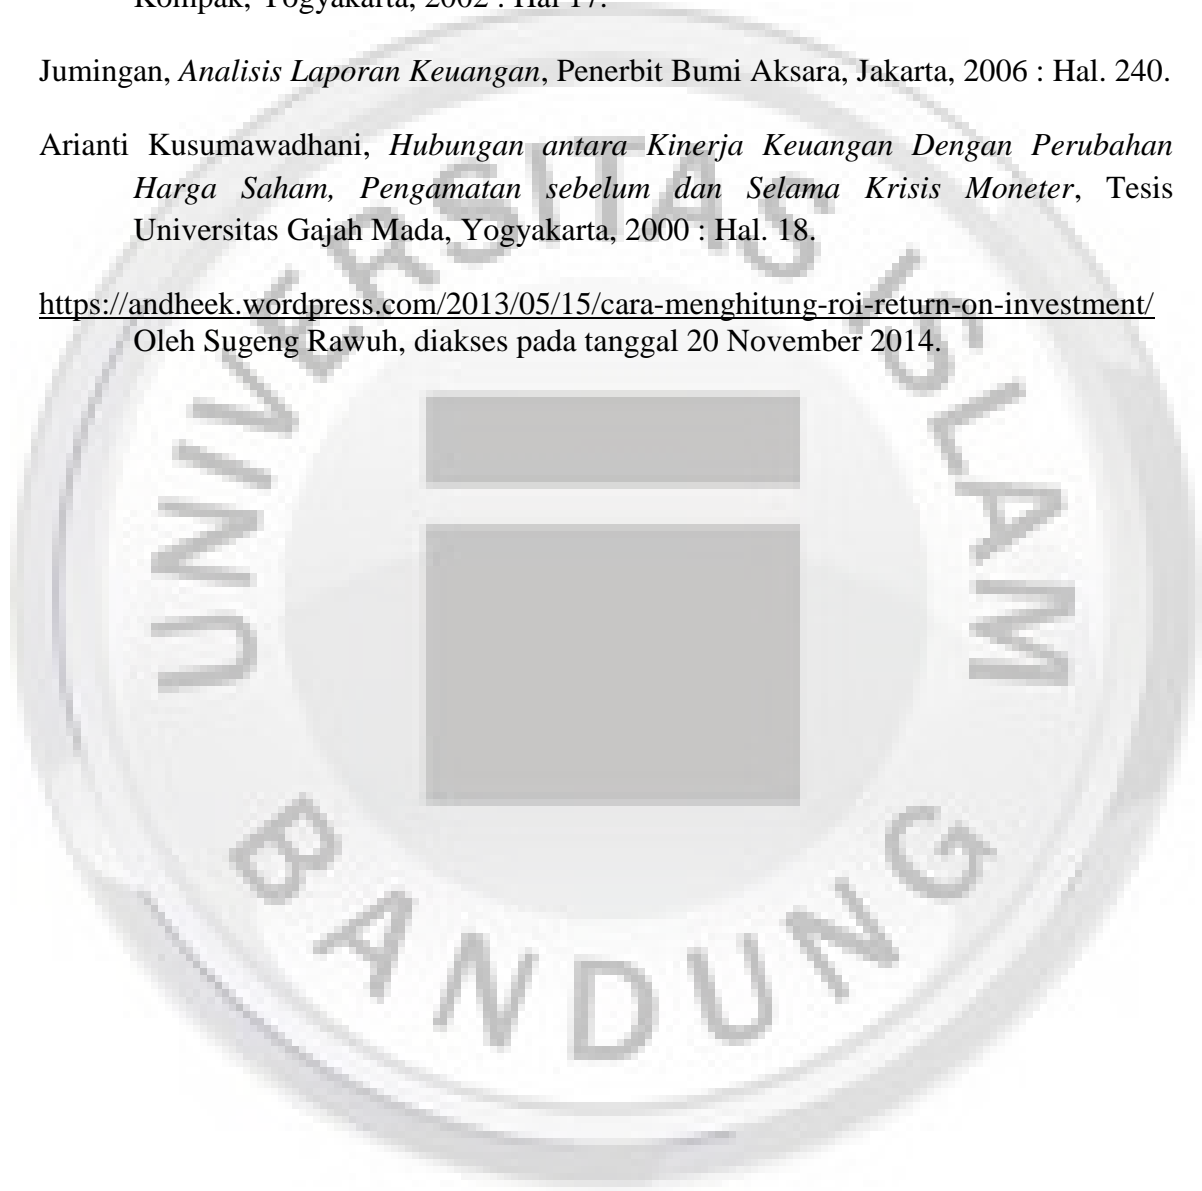 Kompak, Yogyakarta, 2002 : Hal 17.
Jumingan, Analisis Laporan Keuangan, Penerbit Bumi Aksara, Jakarta, 2006 : Hal. 240.
Arianti Kusumawadhani, Hubungan antara Kinerja Keuangan Dengan Perubahan
Harga Saham, Pengamatan sebelum dan Selama Krisis Moneter, Tesis
Universitas Gajah Mada, Yogyakarta, 2000 : Hal. 18.
https://andheek.wordpress.com/2013/05/15/cara-menghitung-roi-return-on-investment/
Oleh Sugeng Rawuh, diakses pada tanggal 20 November 2014.
UNIVERSITAS ISLAM
BANDUNG